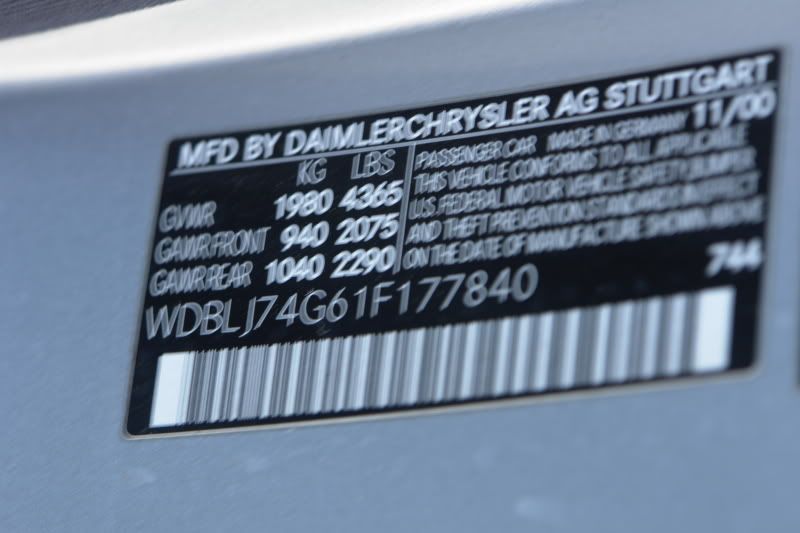 MFD BY DAIMLERCHRYSLER AG STUTTGART
KG LBS
GVWR 1980 4365
GAWR FRONT 940 2075
GAWR REAR 1040 2290
PASSENGER CAR MADE IN GERMANY 11/00
THIS VEHICLE CONFORMS TO ALL APPLICABLE
U.S. FEDERAL MOTOR VEHICLE SAFETY, BUMPER
AND THEFT PREVENTION STANDARDS IN EFFECT
ON THE DATE OF MANUFACTURE SHOWN ABOVE
744
WDBLJ74G61F177840